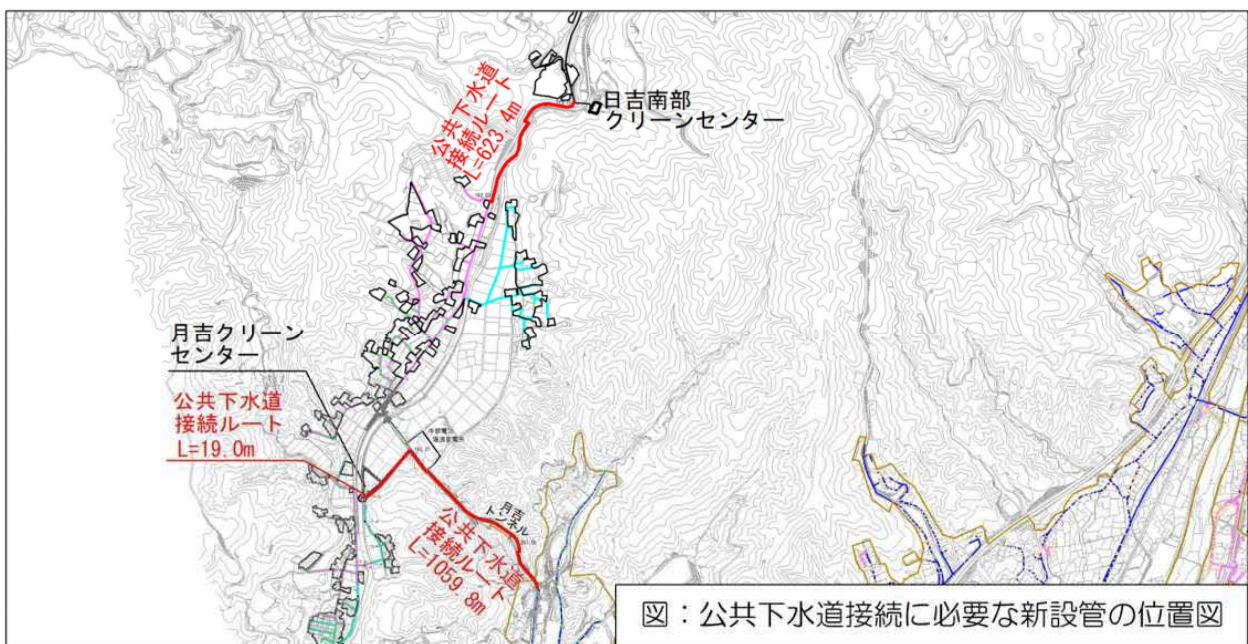 公共下水道
接続ルート
L=623.4m
日吉南部
クリーンセンター
月吉クリーン
センター
公共下水道
接続ルート
L=19.0m
月吉
トンネル
公共下水道
接続ルート
L=1059.8m
図：公共下水道接続に必要な新設管の位置図